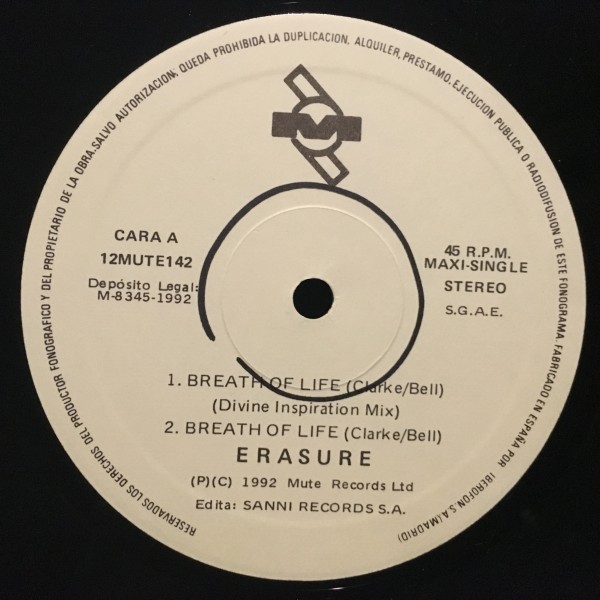 RESERVADOS LOS DERECHOS DEL PRODUCTOR FONOGRAFICO Y DEL PROPIETARIO DE LA OBRA. SALVO AUTORIZACION; QUEDA PROHIBIDA LA DUPLICACION, ALQUILER, PRESTAMO, EJECUCION PUBLICA O RADIODIFUSION DE ESTE FONOGRAMA. FABRICADO EN ESPAÑA POR IBEROFON, S.A. (MADRID)
M
CARA A
12MUTE142
Depósito Legal:
M-8345-1992
45 R.P.M.
MAXI-SINGLE
STEREO
S.G.A.E.
1. BREATH OF LIFE (Clarke/Bell)
(Divine Inspiration Mix)
2. BREATH OF LIFE (Clarke/Bell)
ERASURE
(P)(C) 1992 Mute Records Ltd
Edita: SANNI RECORDS S.A.